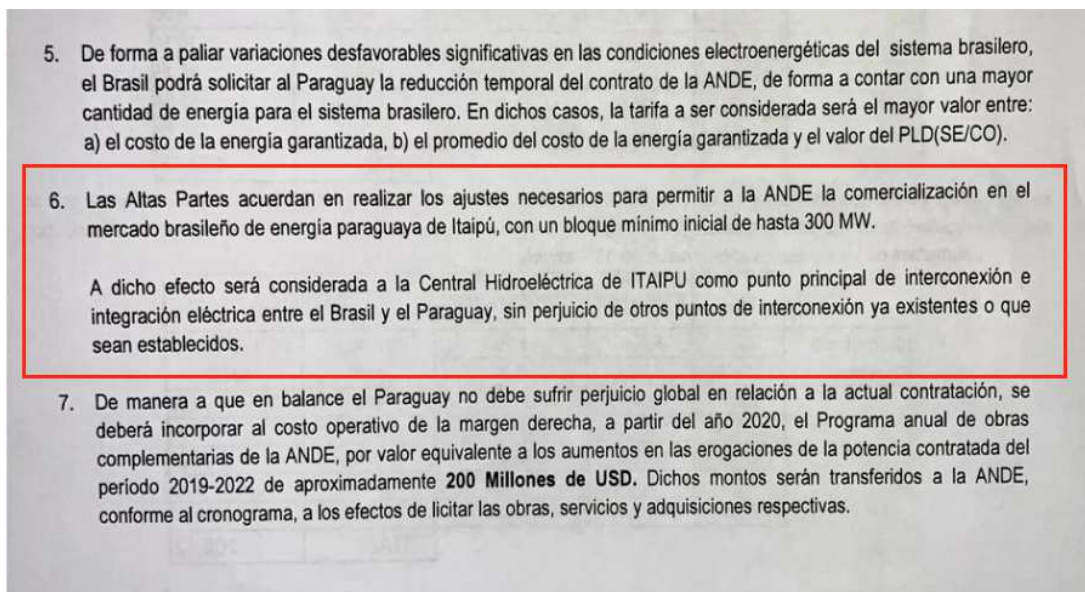 5. De forma a paliar variaciones desfavorables significativas en las condiciones electroenergéticas del sistema brasilero,
el Brasil podrá solicitar al Paraguay la reducción temporal del contrato de la ANDE, de forma a contar con una mayor
cantidad de energía para el sistema brasilero. En dichos casos, la tarifa a ser considerada será el mayor valor entre:
a) el costo de la energía garantizada, b) el promedio del costo de la energía garantizada y el valor del PLD(SE/CO).
6. Las Altas Partes acuerdan en realizar los ajustes necesarios para permitir a la ANDE la comercialización en el
mercado brasileño de energía paraguaya de Itaipú, con un bloque mínimo inicial de hasta 300 MW.
A dicho efecto será considerada a la Central Hidroeléctrica de ITAIPU como punto principal de interconexión e
integración eléctrica entre el Brasil y el Paraguay, sin perjuicio de otros puntos de interconexión ya existentes o que
sean establecidos.
7. De manera a que en balance el Paraguay no debe sufrir perjuicio global en relación a la actual contratación, se
deberá incorporar al costo operativo de la margen derecha, a partir del año 2020, el Programa anual de obras
complementarias de la ANDE, por valor equivalente a los aumentos en las erogaciones de la potencia contratada del
período 2019-2022 de aproximadamente 200 Millones de USD. Dichos montos serán transferidos a la ANDE,
conforme al cronograma, a los efectos de licitar las obras, servicios y adquisiciones respectivas.